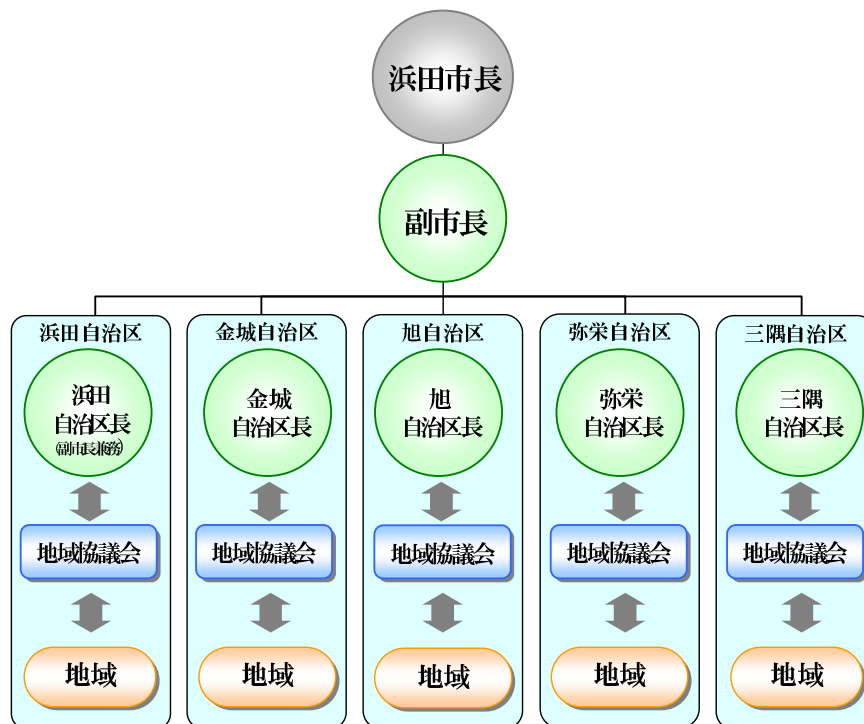 浜田市長
副市長
浜田自治区
金城自治区
旭自治区
弥栄自治区
三隅自治区
浜田
自治区長
(副市長兼務)
金城
自治区長
旭
自治区長
弥栄
自治区長
三隅
自治区長
地域協議会
地域協議会
地域協議会
地域協議会
地域協議会
地域
地域
地域
地域
地域